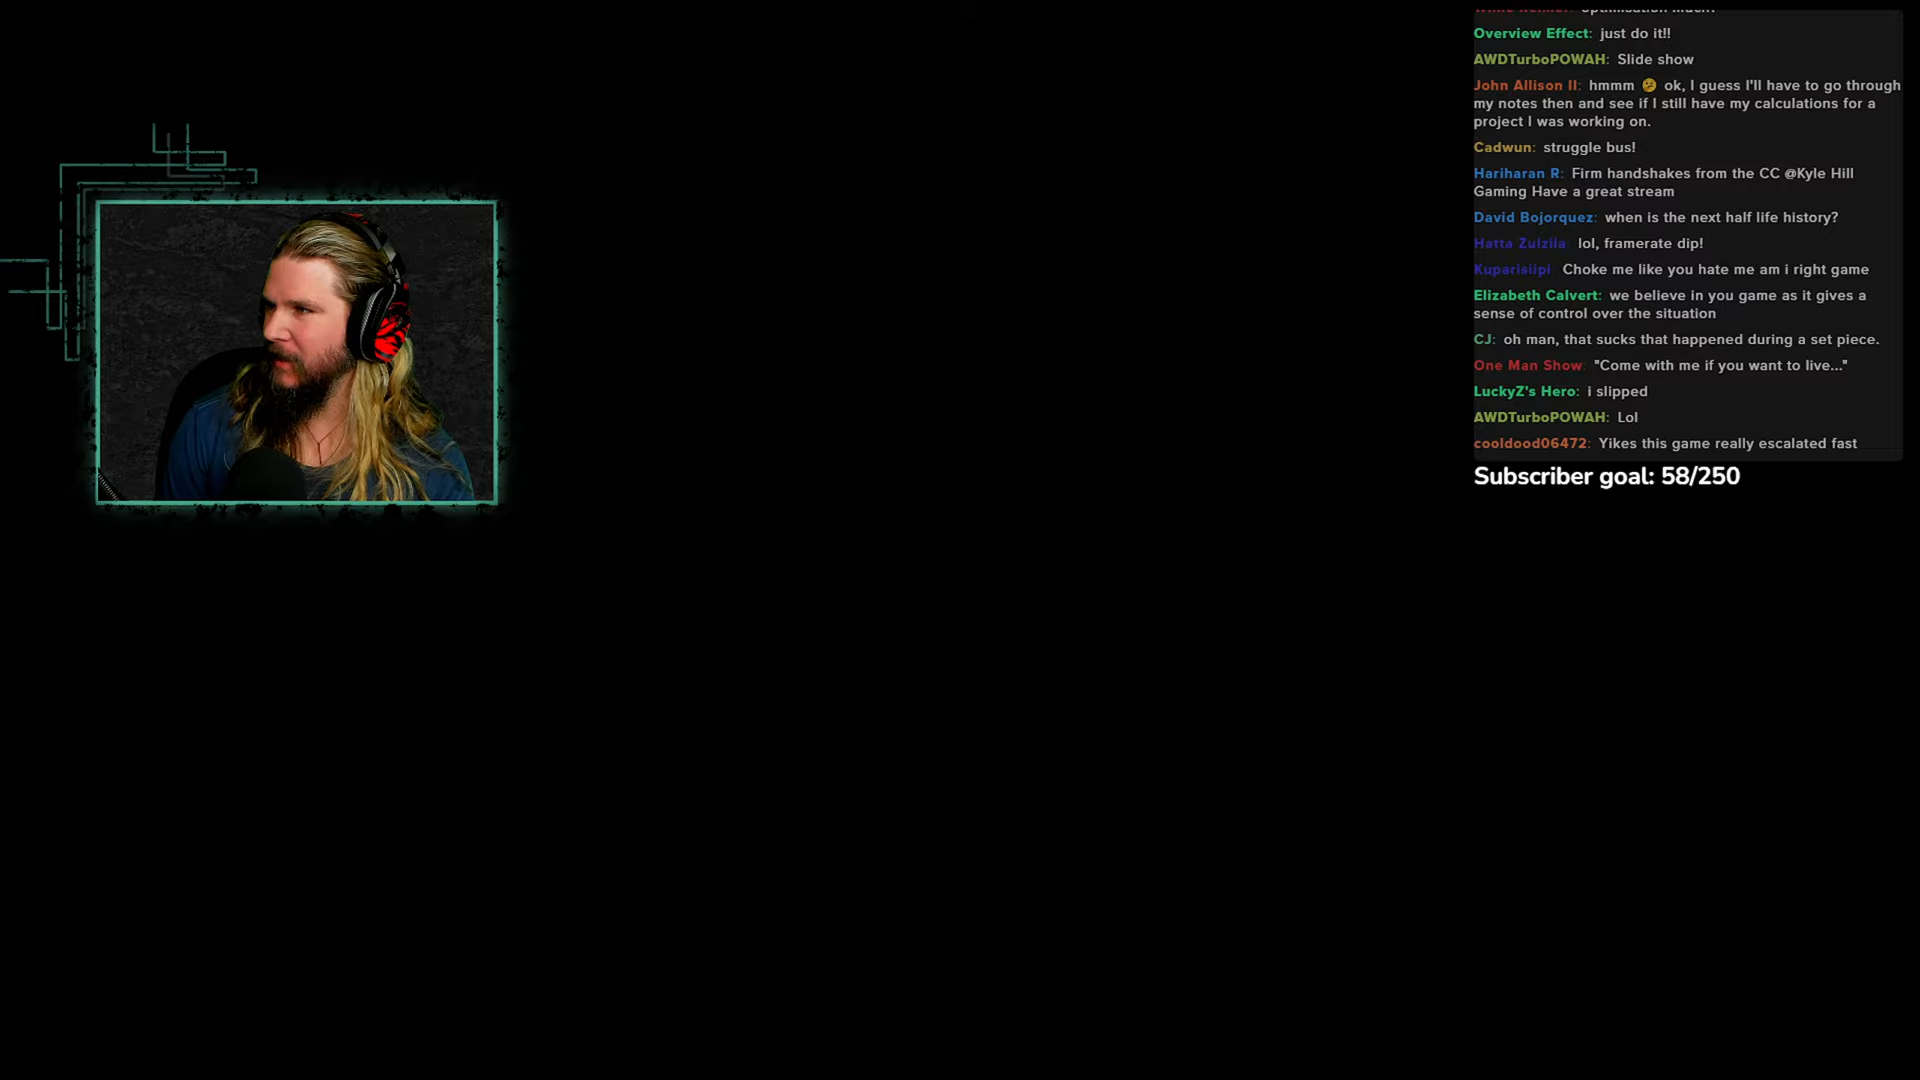 Overview Effect: just do it!!
AWDTurboPOWAH: Slide show
John Allison II: hmmm 🤔 ok, I guess I'll have to go through
my notes then and see if I still have my calculations for a
project I was working on.
Cadwun: struggle bus!
Hariharan R: Firm handshakes from the CC @Kyle Hill
Gaming Have a great stream
David Bojorquez: when is the next half life history?
Hatta Zulzila: lol, framerate dip!
Kuparisiipi: Choke me like you hate me am i right game
Elizabeth Calvert: we believe in you game as it gives a
sense of control over the situation
CJ: oh man, that sucks that happened during a set piece.
One Man Show: "Come with me if you want to live..."
LuckyZ's Hero: i slipped
AWDTurboPOWAH: Lol
cooldood06472: Yikes this game really escalated fast
Subscriber goal: 58/250